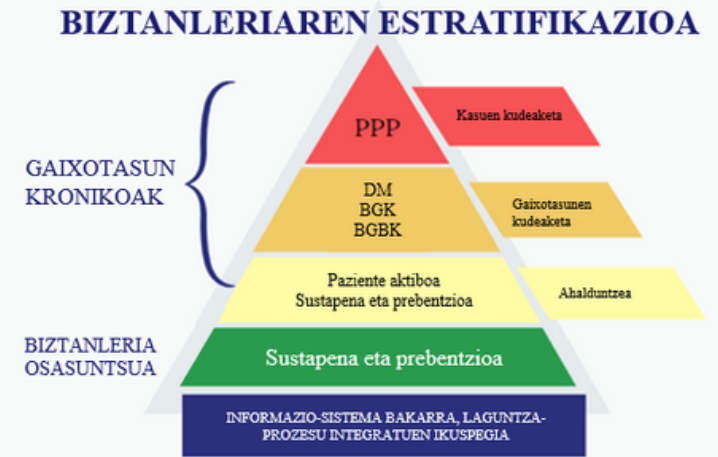 BIZTANLERIAREN ESTRATIFIKAZIOA
PPP
Kasuen kudeaketa
GAIXOTASUN
KRONIKOAK
DM
BGK
BGBK
Gaixotasunen
kudeaketa
Paziente aktiboa
Sustapena eta prebentzioa
Ahalduntzea
BIZTANLERIA
OSASUNTSUA
Sustapena eta prebentzioa
INFORMAZIO-SISTEMA BAKARRA, LAGUNTZA-
PROZESU INTEGRATUEN IKUSPEGIA